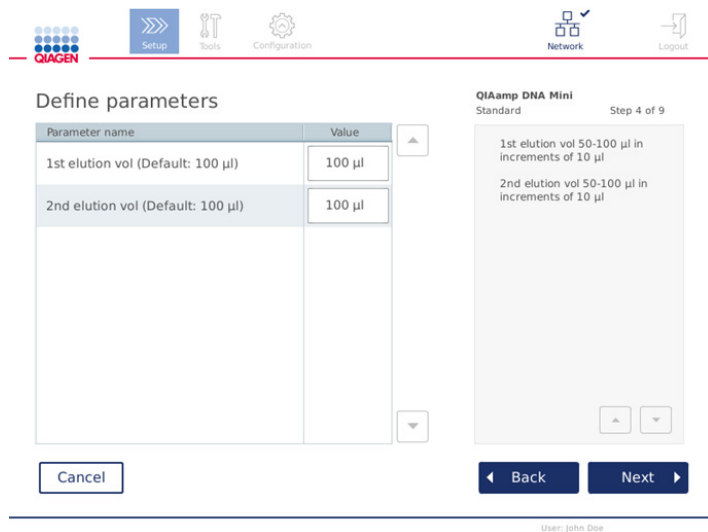 QIAGEN
Setup
Tools
Configuration
Network
Logout
Define parameters
QIAamp DNA Mini
Standard Step 4 of 9
Parameter name Value
1st elution vol (Default: 100 µl) 100 µl
2nd elution vol (Default: 100 µl) 100 µl
1st elution vol 50-100 µl in
increments of 10 µl
2nd elution vol 50-100 µl in
increments of 10 µl
Cancel
Back
Next
User: John Doe